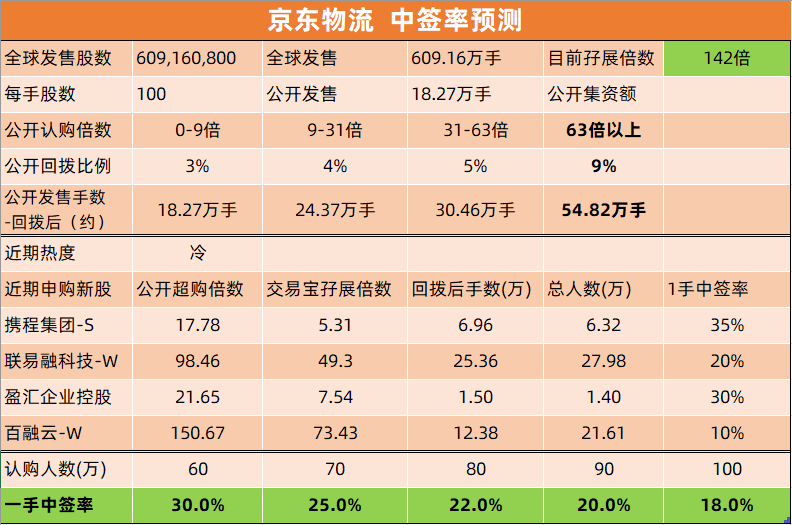 京东物流 中签率预测
全球发售股数 609,160,800 全球发售 609.16万手 目前孖展倍数 142倍
每手股数 100 公开发售 18.27万手 公开集资额
公开认购倍数 0-9倍 9-31倍 31-63倍 63倍以上
公开回拨比例 3% 4% 5% 9%
公开发售手数
-回拨后（约） 18.27万手 24.37万手 30.46万手 54.82万手
近期热度 冷
近期申购新股 公开超购倍数 交易宝孖展倍数 回拨后手数(万) 总人数(万) 1手中签率
携程集团-S 17.78 5.31 6.96 6.32 35%
联易融科技-W 98.46 49.3 25.36 27.98 20%
盈汇企业控股 21.65 7.54 1.50 1.40 30%
百融云-W 150.67 73.43 12.38 21.61 10%
认购人数(万) 60 70 80 90 100
一手中签率 30.0% 25.0% 22.0% 20.0% 18.0%